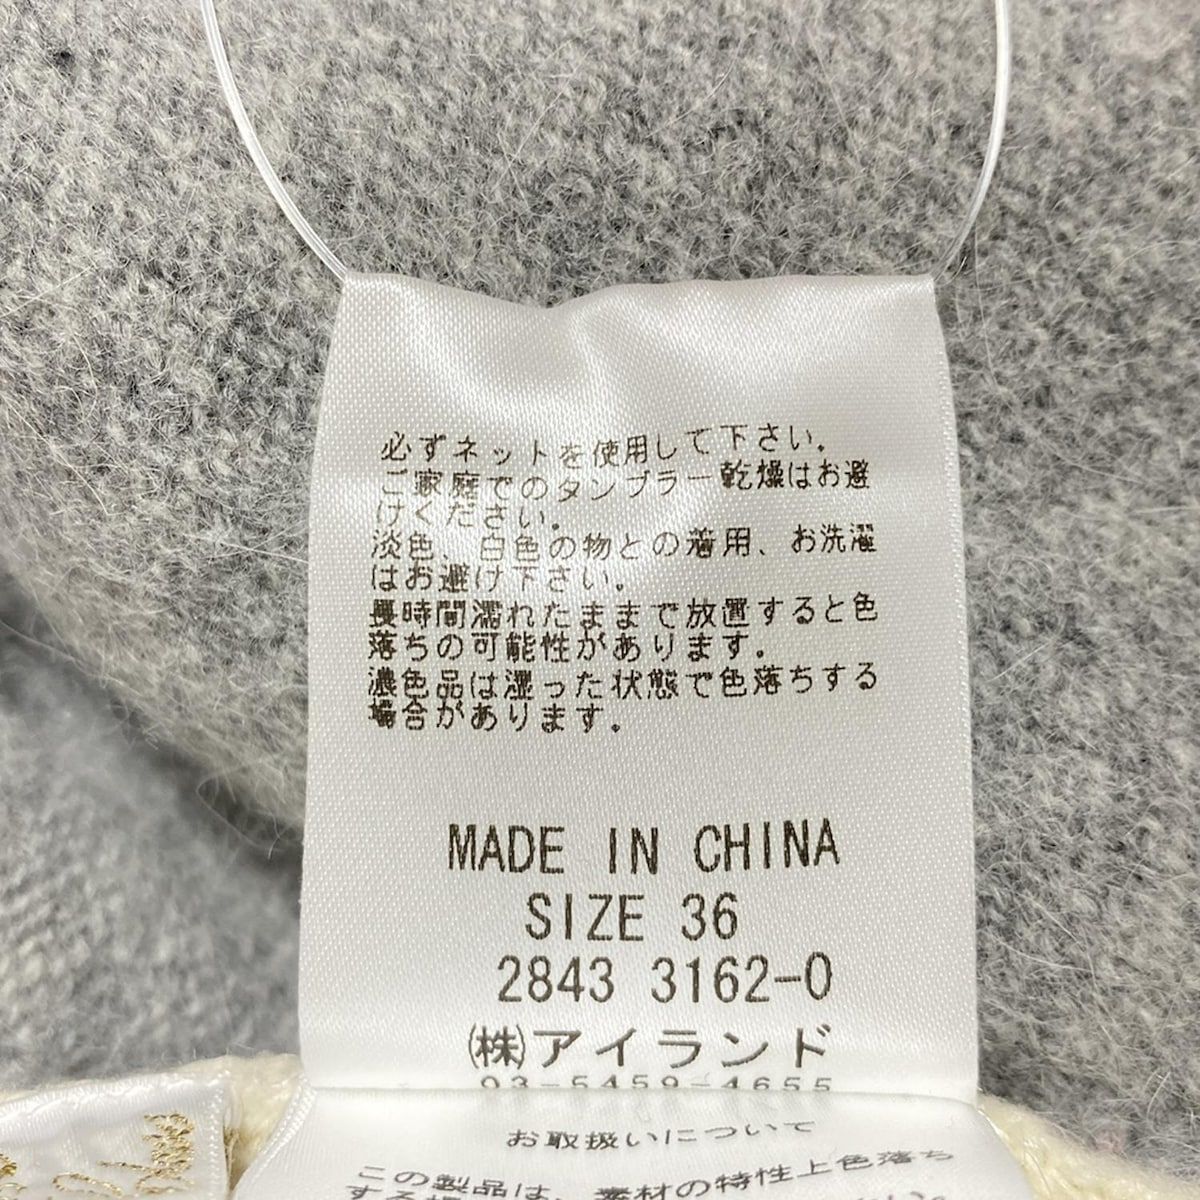 必ずネットを使用して下さい。
ご家庭でのタンブラー乾燥はお避
けください。
淡色、白色の物との着用、お洗濯
はお避け下さい。
長時間濡れたままで放置すると色
落ちの可能性があります。
濃色品は湿った状態で色落ちする
場合があります。
MADE IN CHINA
SIZE 36
2843 3162-0
(株)アイランド
03-5459-4655
お取扱いについて
この製品は、素材の特性上色落ち